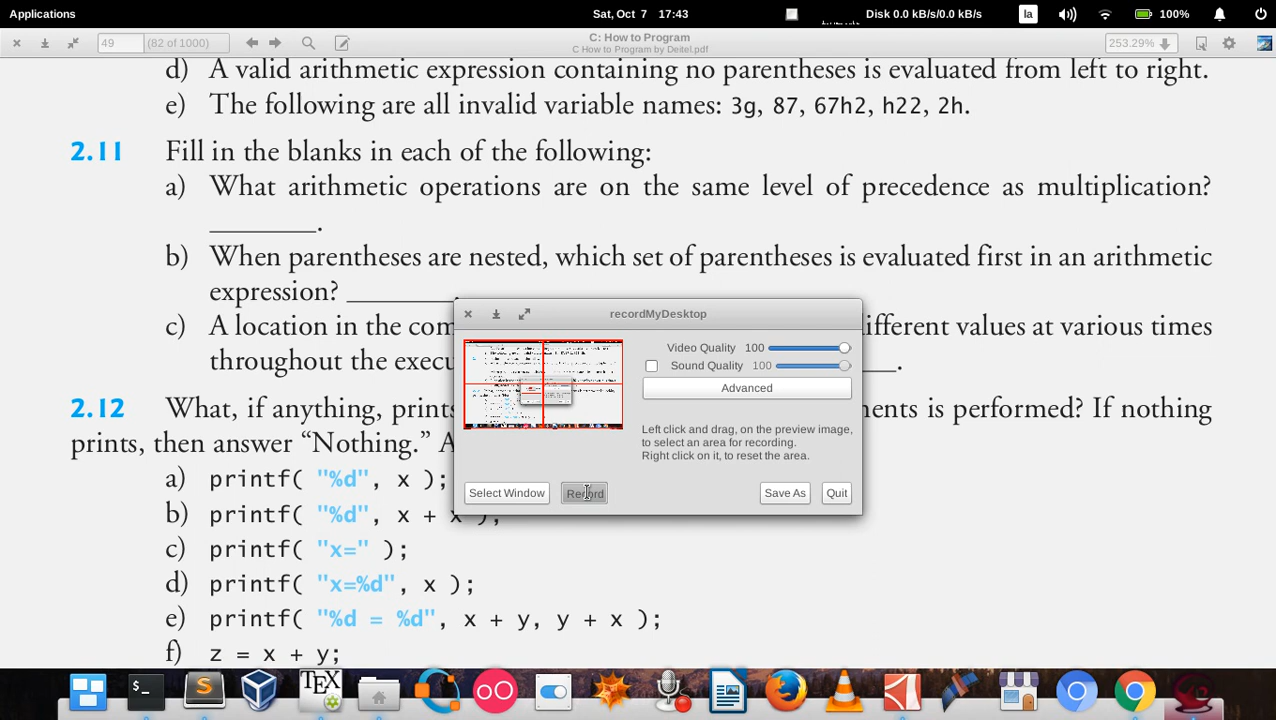 Applications
Sat, Oct 7 17:43
Disk 0.0 kB/s/0.0 kB/s
la
100%
49
(82 of 1000)
C: How to Program
C How to Program by Deitel.pdf
253.29%
d) A valid arithmetic expression containing no parentheses is evaluated from left to right.
e) The following are all invalid variable names: 3g, 87, 67h2, h22, 2h.
2.11 Fill in the blanks in each of the following:
a) What arithmetic operations are on the same level of precedence as multiplication?
________.
b) When parentheses are nested, which set of parentheses is evaluated first in an arithmetic
expression? ________.
c) A location in the com
different values at various times
throughout the execu
2.12 What, if anything, prints
ments is performed? If nothing
prints, then answer “Nothing.” A
a) printf( "%d", x );
b) printf( "%d", x + x );
c) printf( "x=" );
d) printf( "x=%d", x );
e) printf( "%d = %d", x + y, y + x );
f) z = x + y;
recordMyDesktop
Video Quality 100
Sound Quality 100
Advanced
Left click and drag, on the preview image,
to select an area for recording.
Right click on it, to reset the area.
Select Window
Record
Save As
Quit
TEX